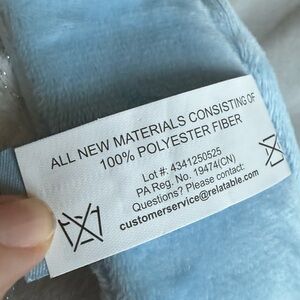 ALL NEW MATERIALS CONSISTING OF
100% POLYESTER FIBER
Lot #: 4341250525
PA Reg. No. 19474(CN)
Questions? Please contact:
customerservice@relatable.com